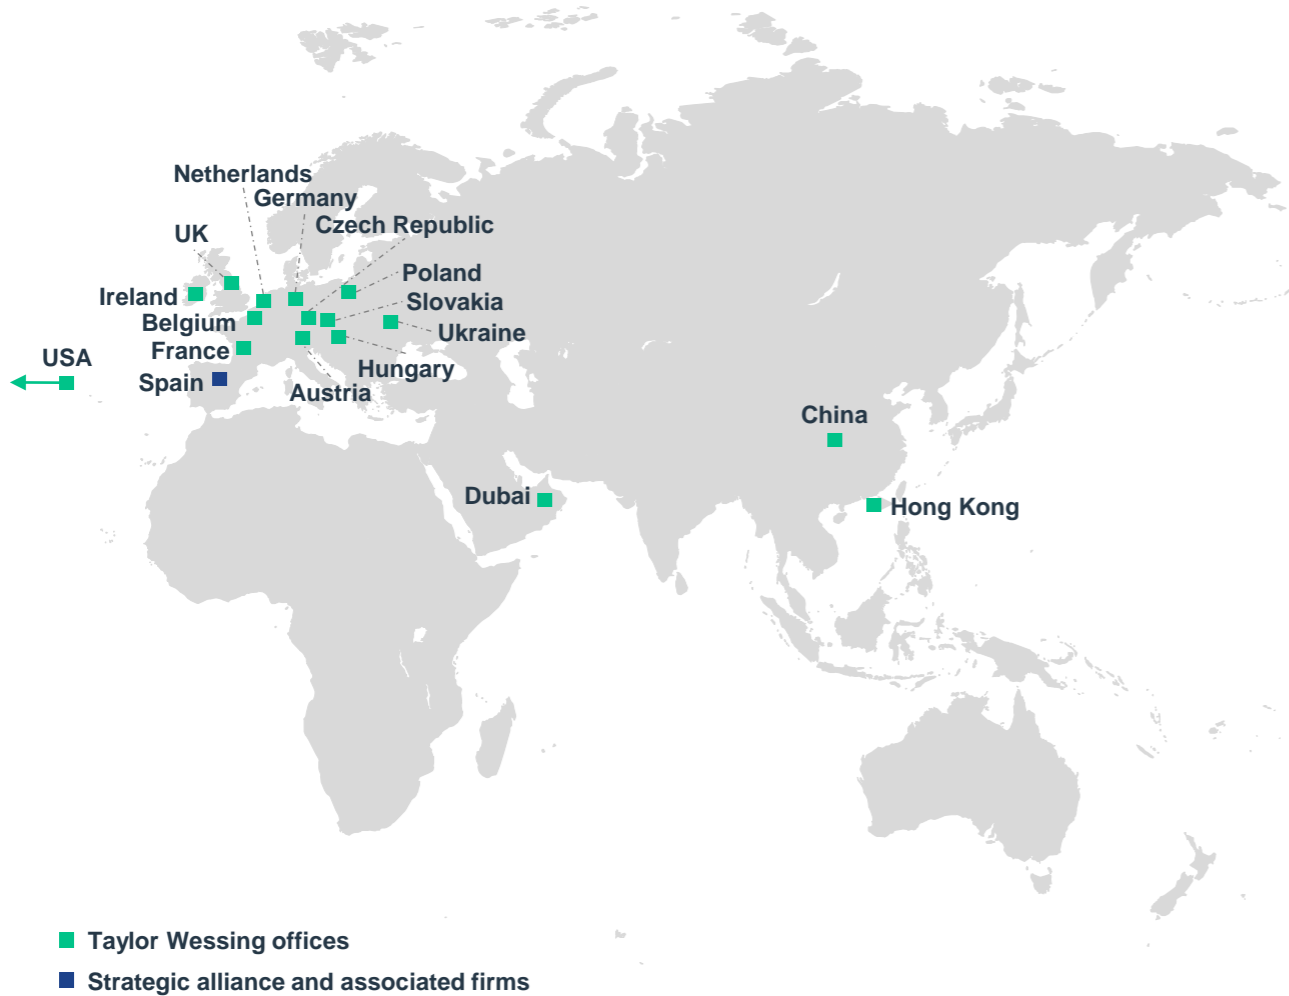 Netherlands
Germany
Czech Republic
UK
Poland
Ireland
Slovakia
Belgium
Ukraine
France
USA
Hungary
Spain
Austria
China
Dubai
Hong Kong
Taylor Wessing offices
Strategic alliance and associated firms